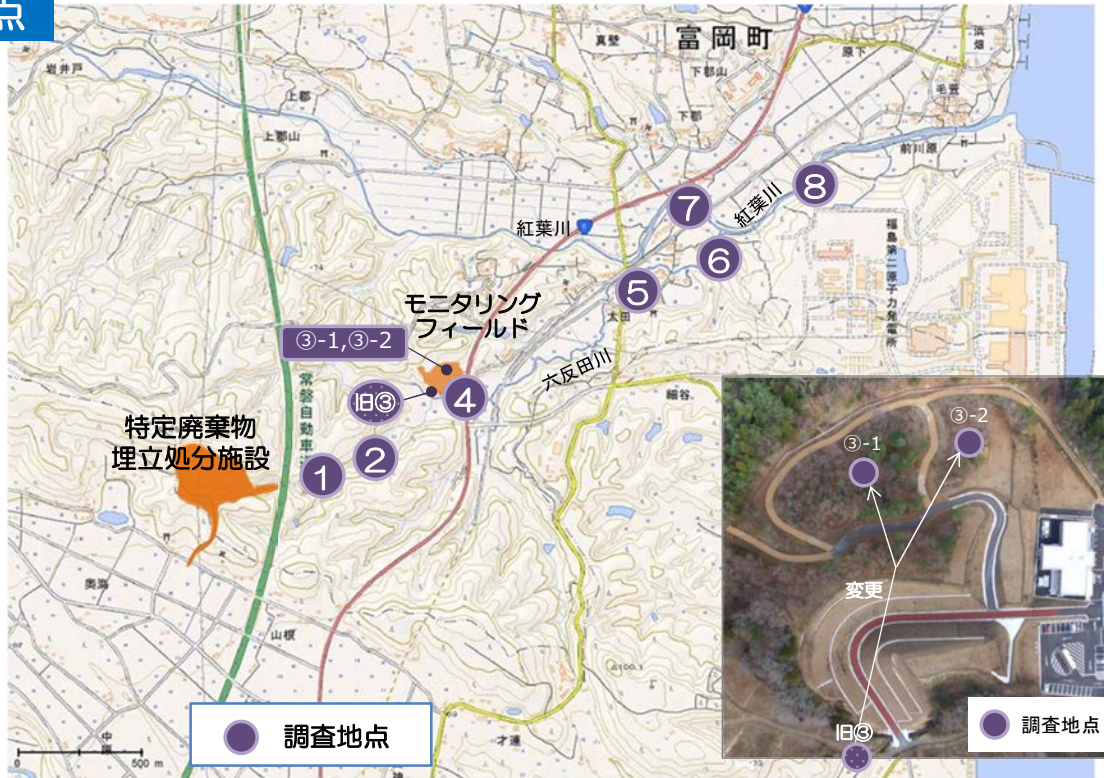 点
富岡町
真壁
浜畑
原下
岩井戸
下郡山
毛萱
上郡
下郡
上郡山
前川原
⑧
⑦
紅葉川
紅葉川
⑥
福島第二原子力発電所
⑤
太田
モニタリング
フィールド
③-1,③-2
六反田川
旧③
④
常磐自動車道
細谷
特定廃棄物
埋立処分施設
①
②
奥海
山根
才連
中原
0
500 m
調査地点
③-2
③-1
変更
旧③
調査地点